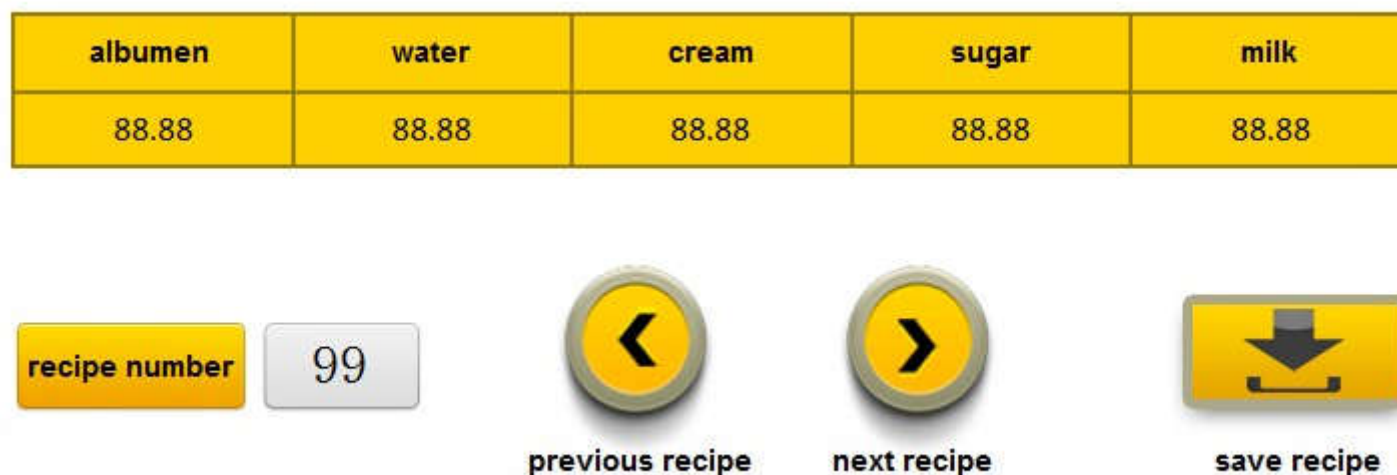 albumen water cream sugar milk
88.88 88.88 88.88 88.88 88.88
recipe number 99
previous recipe next recipe save recipe